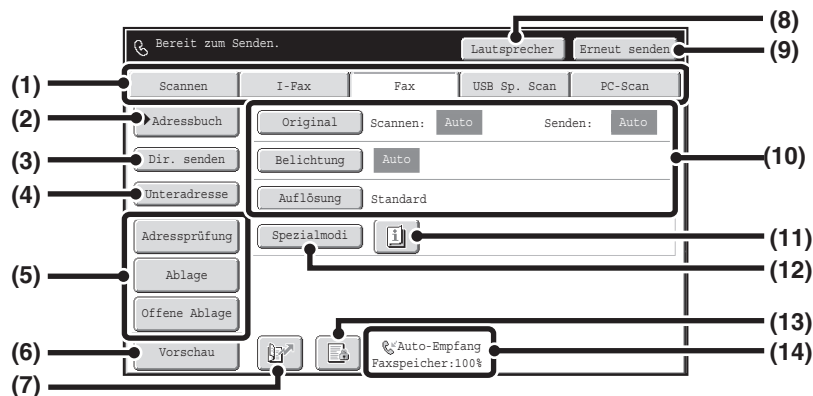 (8)
Bereit zum Senden.
Lautsprecher Erneut senden (9)
(1) Scannen I-Fax Fax USB Sp. Scan PC-Scan
(2) Adressbuch Original Scannen: Auto Senden: Auto
(3) Dir. senden Belichtung Auto (10)
(4) Unteradresse Auflösung Standard
Adressprüfung Spezialmodi (11)
(5) Ablage (12)
Offene Ablage
(13)
(6) Vorschau Auto-Empfang (14)
Faxspeicher:100%
(7)